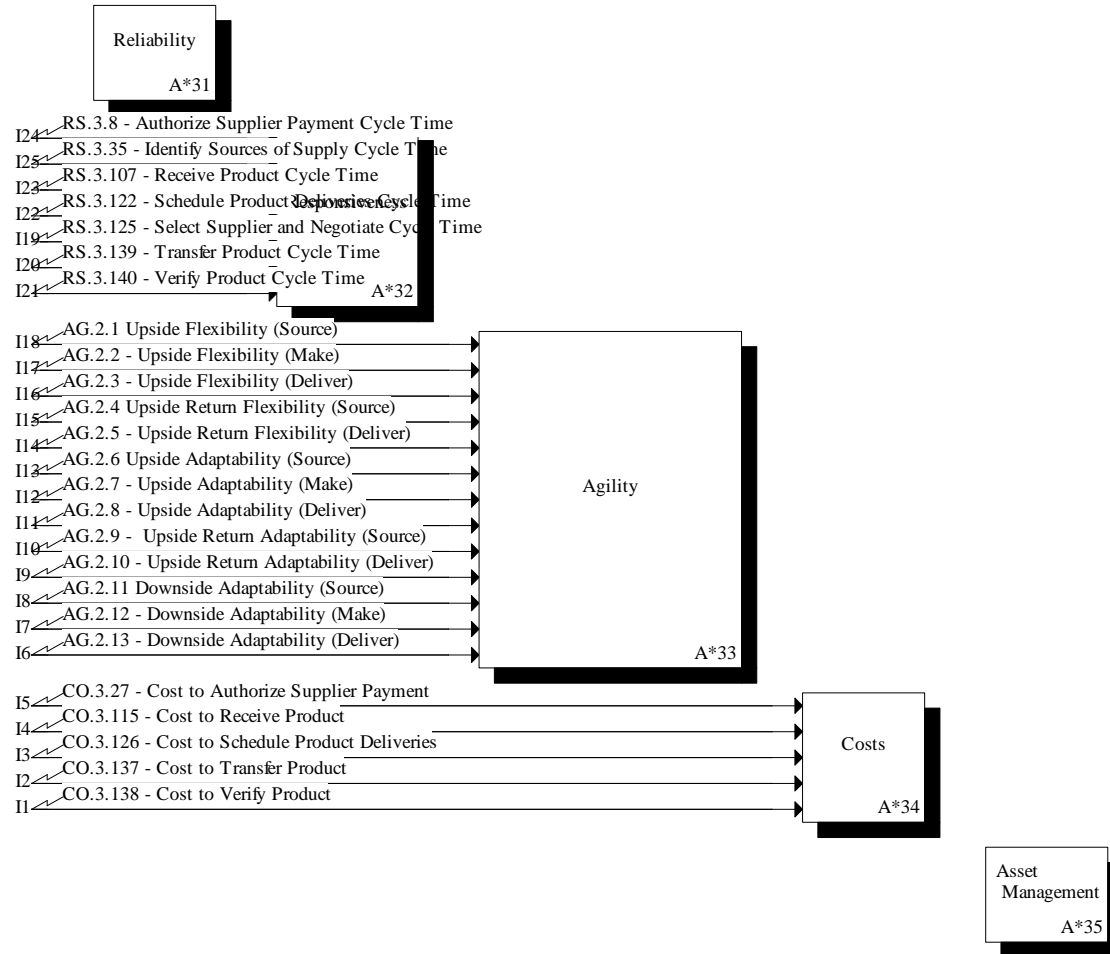 Reliability
A*31
I24 RS.3.8 - Authorize Supplier Payment Cycle Time
I25 RS.3.35 - Identify Sources of Supply Cycle Time
I23 RS.3.107 - Receive Product Cycle Time
I22 RS.3.122 - Schedule Product Deliveries Cycle Time
Responsiveness
I19 RS.3.125 - Select Supplier and Negotiate Cycle Time
I20 RS.3.139 - Transfer Product Cycle Time
I21 RS.3.140 - Verify Product Cycle Time
A*32
I18 AG.2.1 Upside Flexibility (Source)
I17 AG.2.2 - Upside Flexibility (Make)
I16 AG.2.3 - Upside Flexibility (Deliver)
I15 AG.2.4 Upside Return Flexibility (Source)
I14 AG.2.5 - Upside Return Flexibility (Deliver)
I13 AG.2.6 Upside Adaptability (Source)
I12 AG.2.7 - Upside Adaptability (Make)
Agility
I11 AG.2.8 - Upside Adaptability (Deliver)
I10 AG.2.9 - Upside Return Adaptability (Source)
I9 AG.2.10 - Upside Return Adaptability (Deliver)
I8 AG.2.11 Downside Adaptability (Source)
I7 AG.2.12 - Downside Adaptability (Make)
I6 AG.2.13 - Downside Adaptability (Deliver)
A*33
I5 CO.3.27 - Cost to Authorize Supplier Payment
I4 CO.3.115 - Cost to Receive Product
I3 CO.3.126 - Cost to Schedule Product Deliveries
Costs
I2 CO.3.137 - Cost to Transfer Product
I1 CO.3.138 - Cost to Verify Product
A*34
Asset
Management
A*35